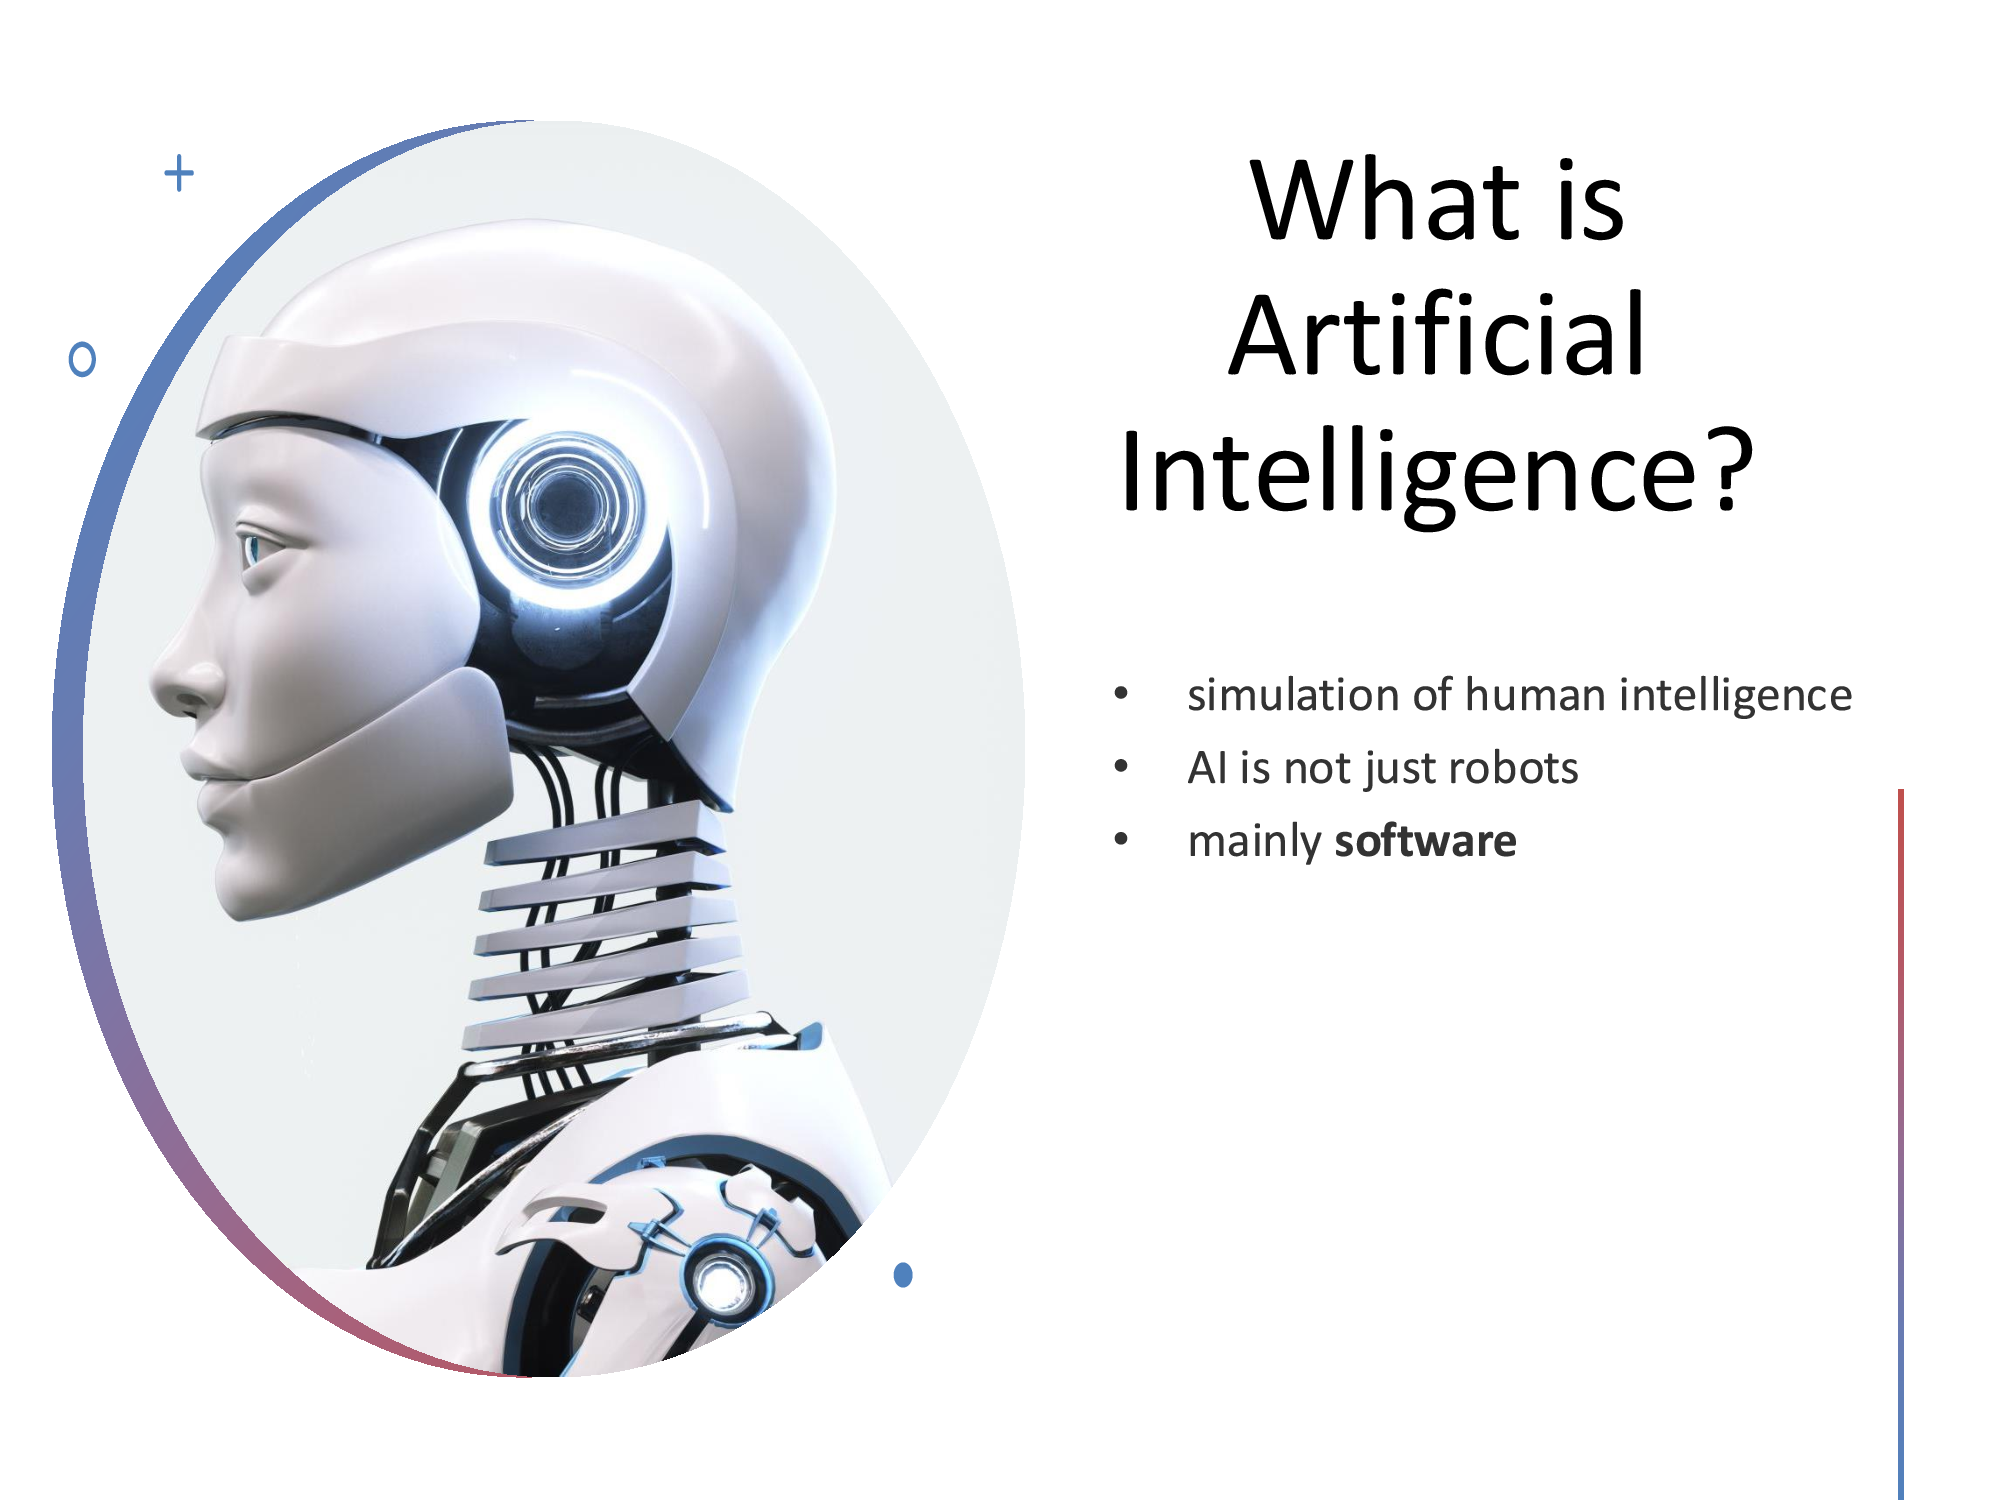 What is
Artificial
Intelligence?
• simulation of human intelligence
• AI is not just robots
• mainly software